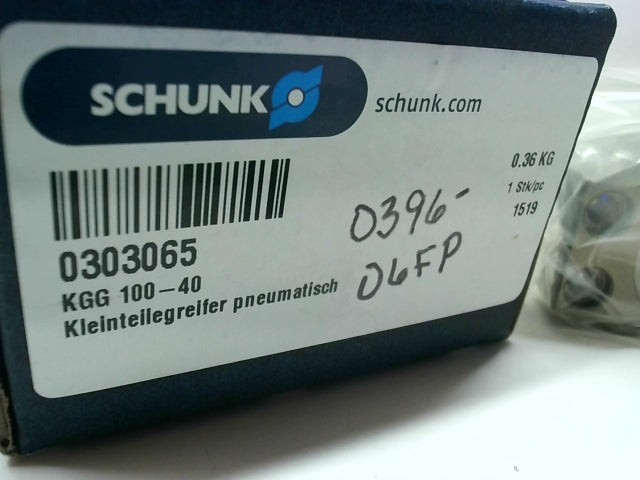 SCHUNK
schunk.com
0.36 KG
1 Stk/pc
1519
0303065
KGG 100-40
Kleinteilegreifer pneumatisch
0396-
06FP